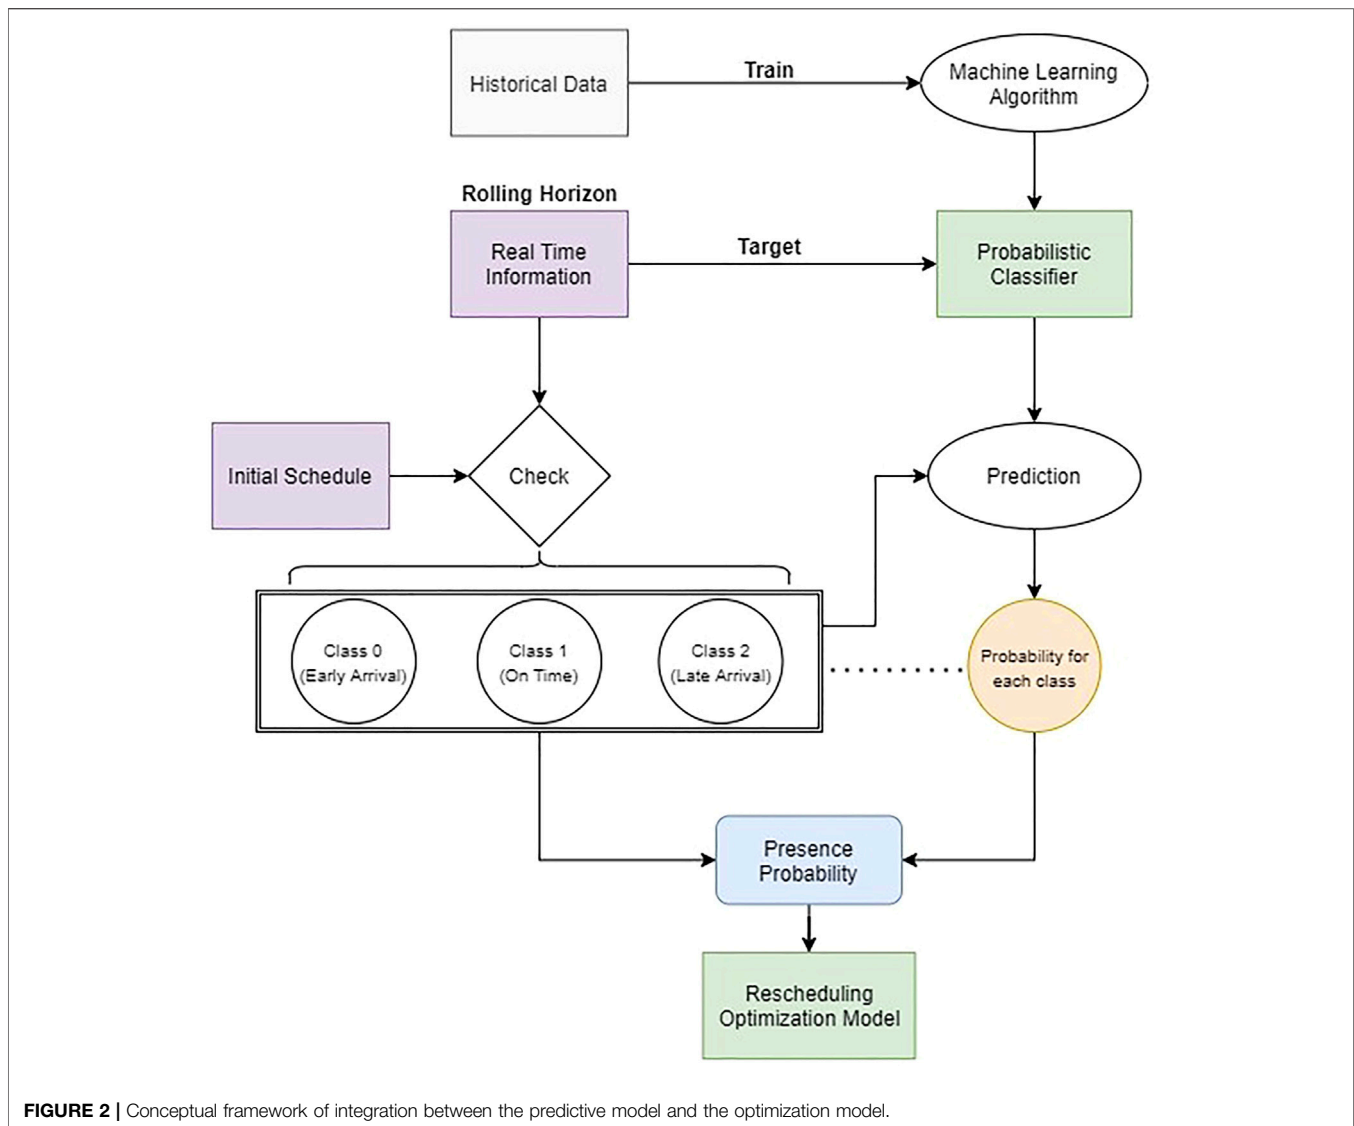 Historical Data
Train
Machine Learning
Algorithm
Rolling Horizon
Real Time
Information
Target
Probabilistic
Classifier
Initial Schedule
Check
Prediction
Class 0
(Early Arrival)
Class 1
(On Time)
Class 2
(Late Arrival)
Probability for
each class
Presence
Probability
Rescheduling
Optimization Model
FIGURE 2 | Conceptual framework of integration between the predictive model and the optimization model.